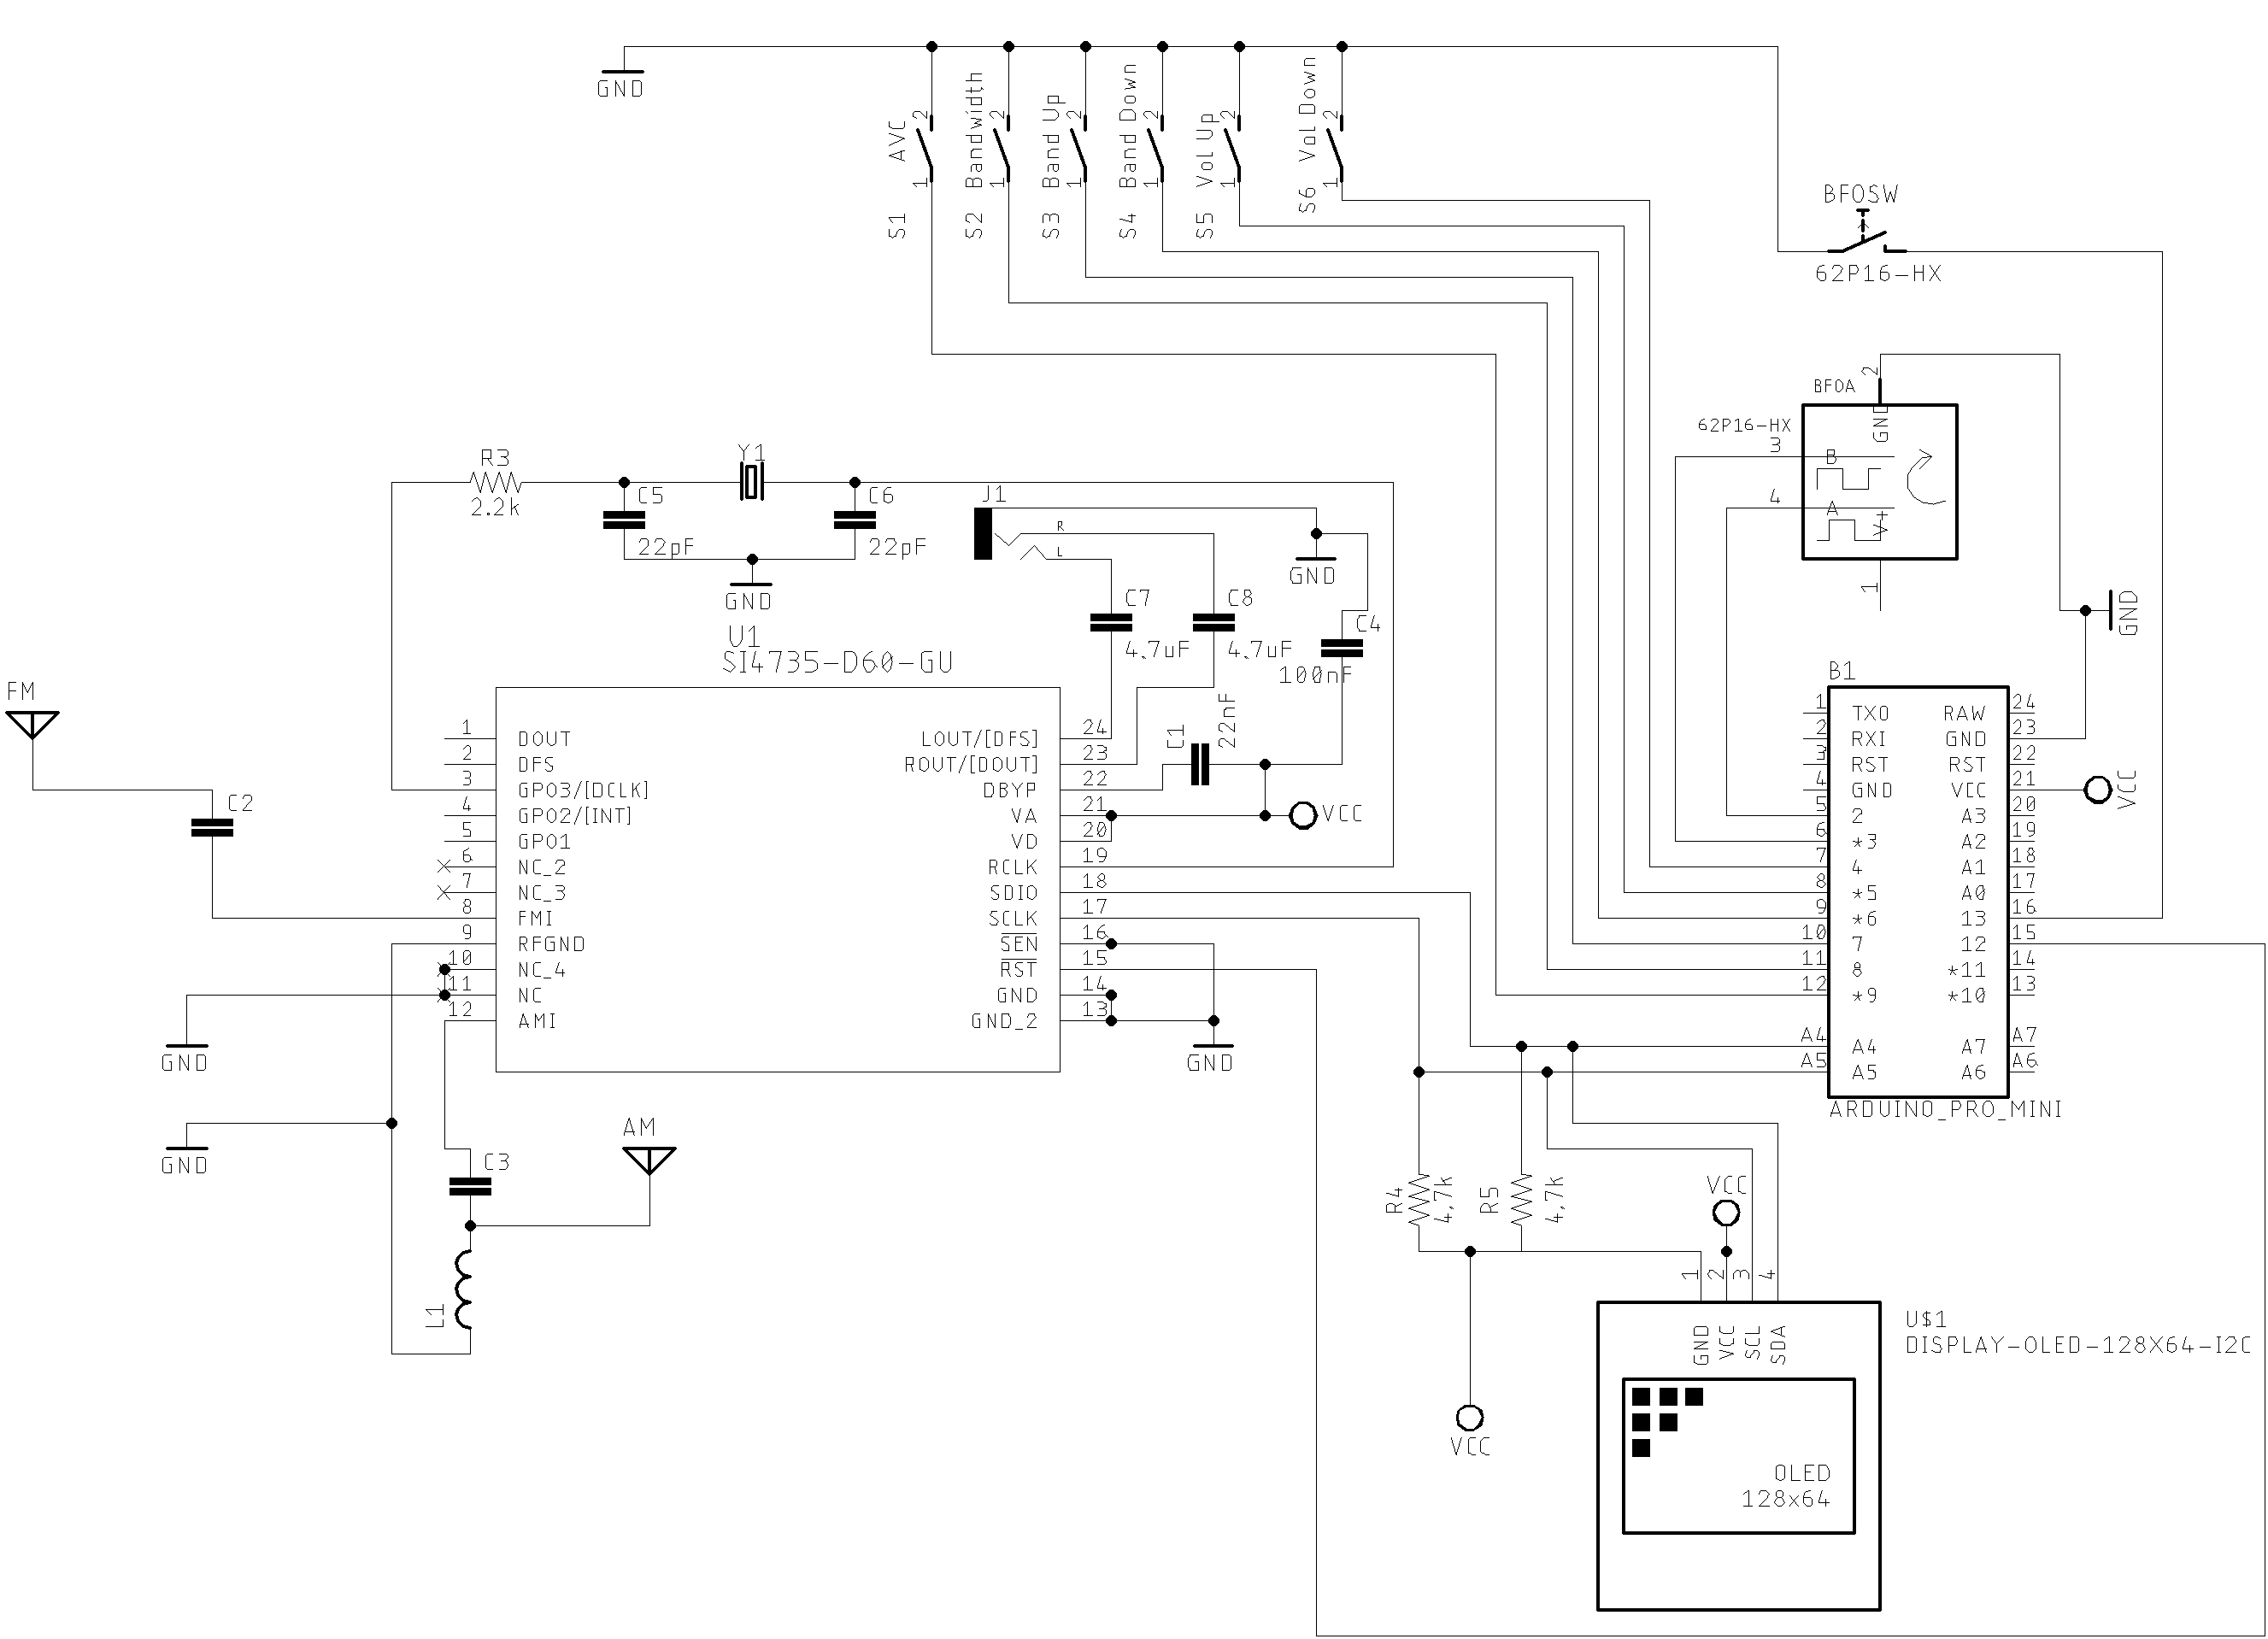 GND
S1 AVC
1 2
S2 Bandwidth
1 2
S3 Band Up
1 2
S4 Band Down
1 2
S5 Vol Up
1 2
S6 Vol Down
1 2
BFOSW
62P16-HX
BFOA
62P16-HX
2
GND
3
B
4
A
V+
1
GND
R3
2.2k
Y1
C5
22pF
C6
22pF
GND
J1
R
L
GND
C7
4.7uF
C8
4.7uF
C4
100nF
C1
22nF
VCC
U1
SI4735-D60-GU
1 DOUT
2 DFS
3 GPO3/[DCLK]
4 GPO2/[INT]
5 GPO1
6 NC_2
7 NC_3
8 FMI
9 RFGND
10 NC_4
11 NC
12 AMI
LOUT/[DFS] 24
ROUT/[DOUT] 23
DBYP 22
VA 21
VD 20
RCLK 19
SDIO 18
SCLK 17
SEN 16
RST 15
GND 14
GND_2 13
GND
FM
C2
GND
GND
C3
AM
L1
B1
1 TXO
2 RXI
3 RST
4 GND
5 2
6 *3
7 4
8 *5
9 *6
10 7
11 8
12 *9
A4 A4
A5 A5
RAW 24
GND 23
RST 22
VCC 21
A3 20
A2 19
A1 18
A0 17
13 16
12 15
*11 14
*10 13
A7 A7
A6 A6
ARDUINO_PRO_MINI
GND
VCC
R4
4,7k
R5
4,7k
VCC
VCC
1 2 3 4
GND
VCC
SCL
SDA
U$1
DISPLAY-OLED-128X64-I2C
OLED
128x64